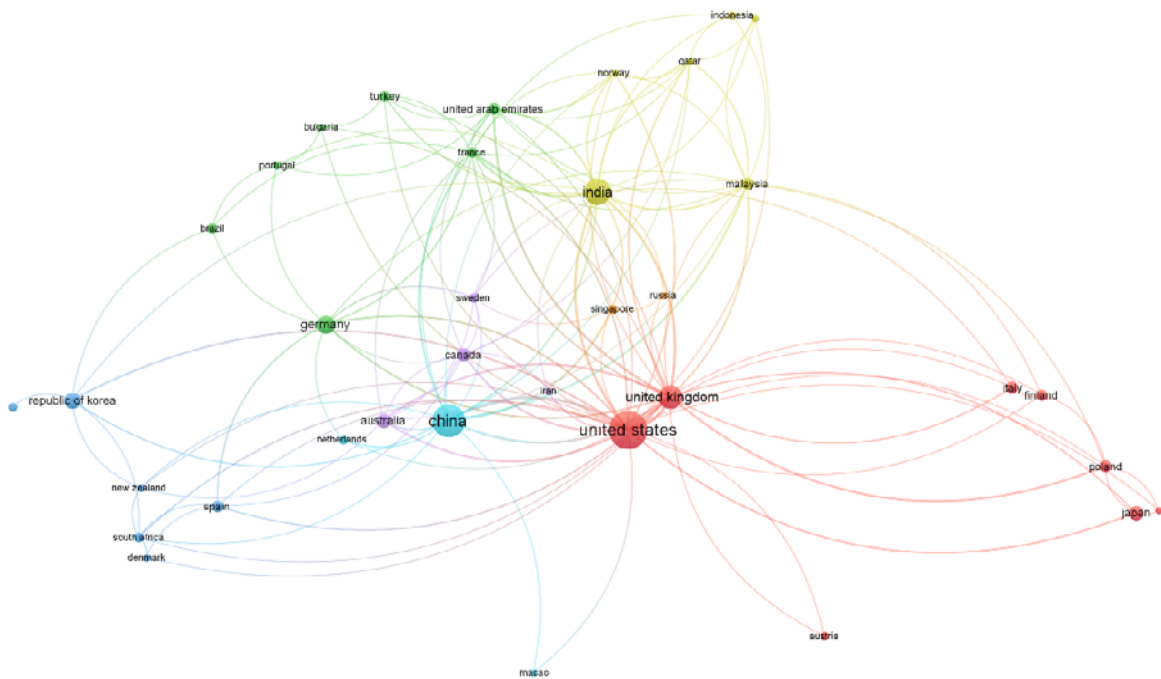 indonesia
qatar
norway
turkey
united arab emirates
bulgaria
france
portugal
india
malaysia
brazil
sweden
russia
singapore
germany
canada
iran
italy
finland
republic of korea
united kingdom
australia
china
united states
netherlands
poland
new zealand
spain
japan
south africa
denmark
austria
macao